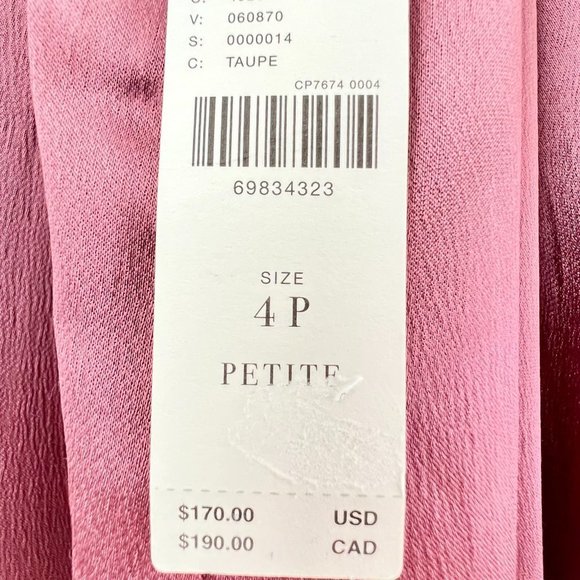 V: 060870
S: 0000014
C: TAUPE
CP7674 0004
69834323
SIZE
4 P
PETITE
$170.00 USD
$190.00 CAD